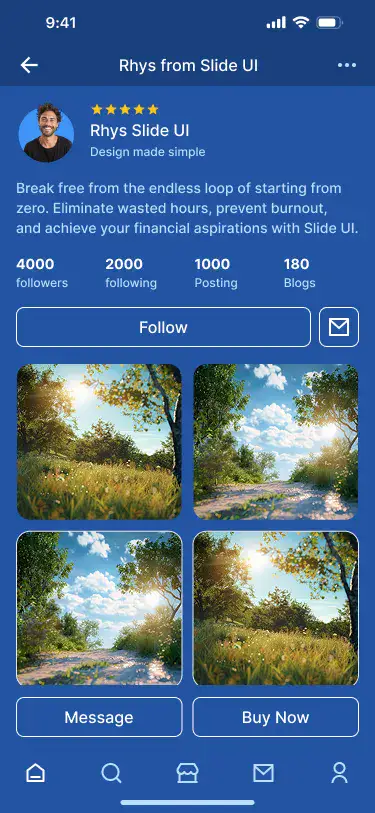 9:41
Rhys from Slide UI
Rhys Slide UI
Design made simple
Break free from the endless loop of starting from
zero. Eliminate wasted hours, prevent burnout,
and achieve your financial aspirations with Slide UI.
4000 2000 1000 180
followers following Posting Blogs
Follow
Message Buy Now